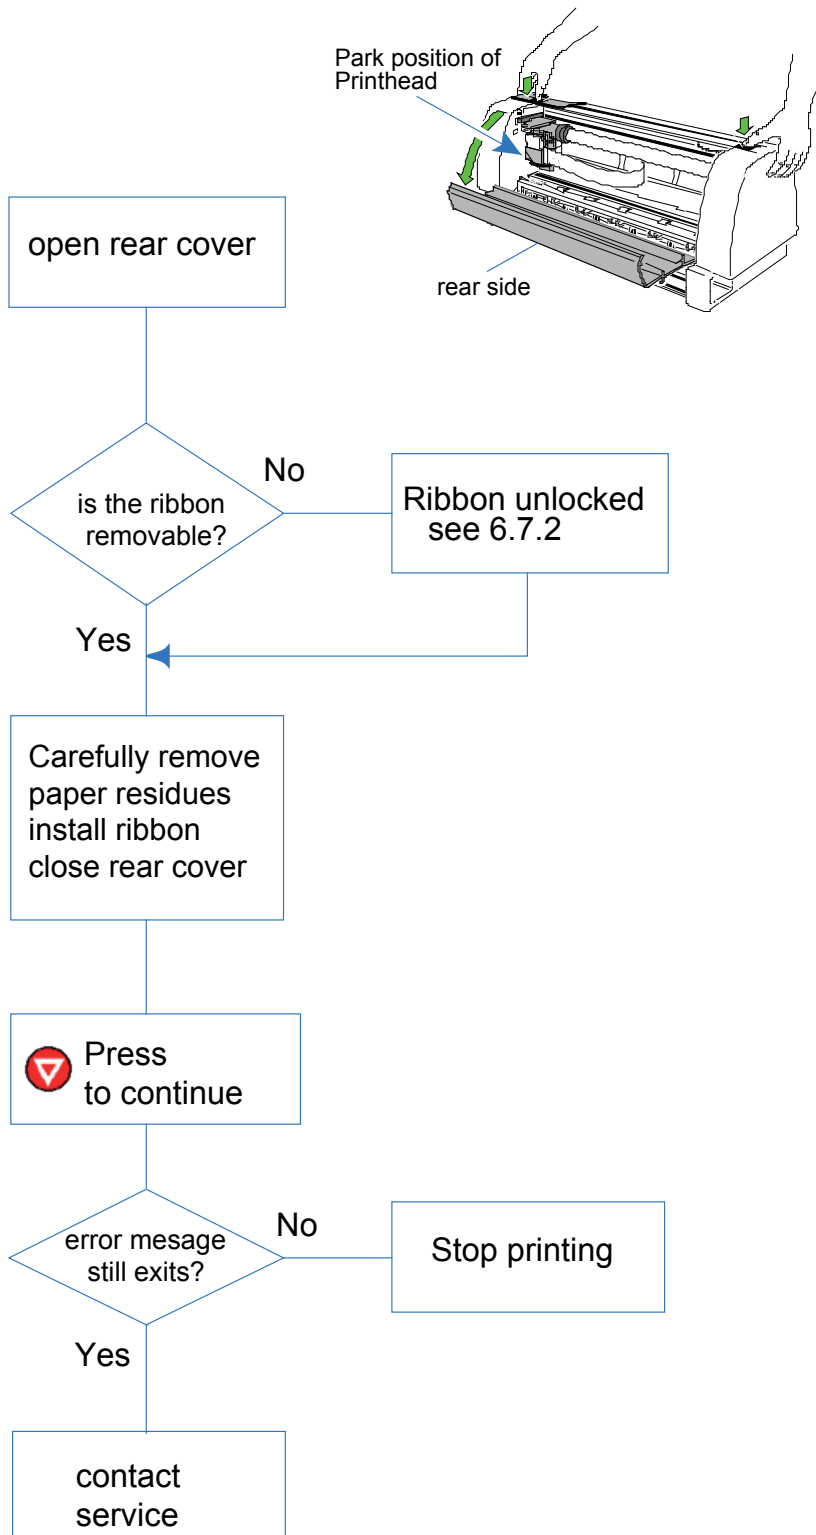 Park position of
Printhead
rear side
open rear cover
is the ribbon
removable?
No
Ribbon unlocked
see 6.7.2
Yes
Carefully remove
paper residues
install ribbon
close rear cover
Press
to continue
error mesage
still exits?
No
Stop printing
Yes
contact
service